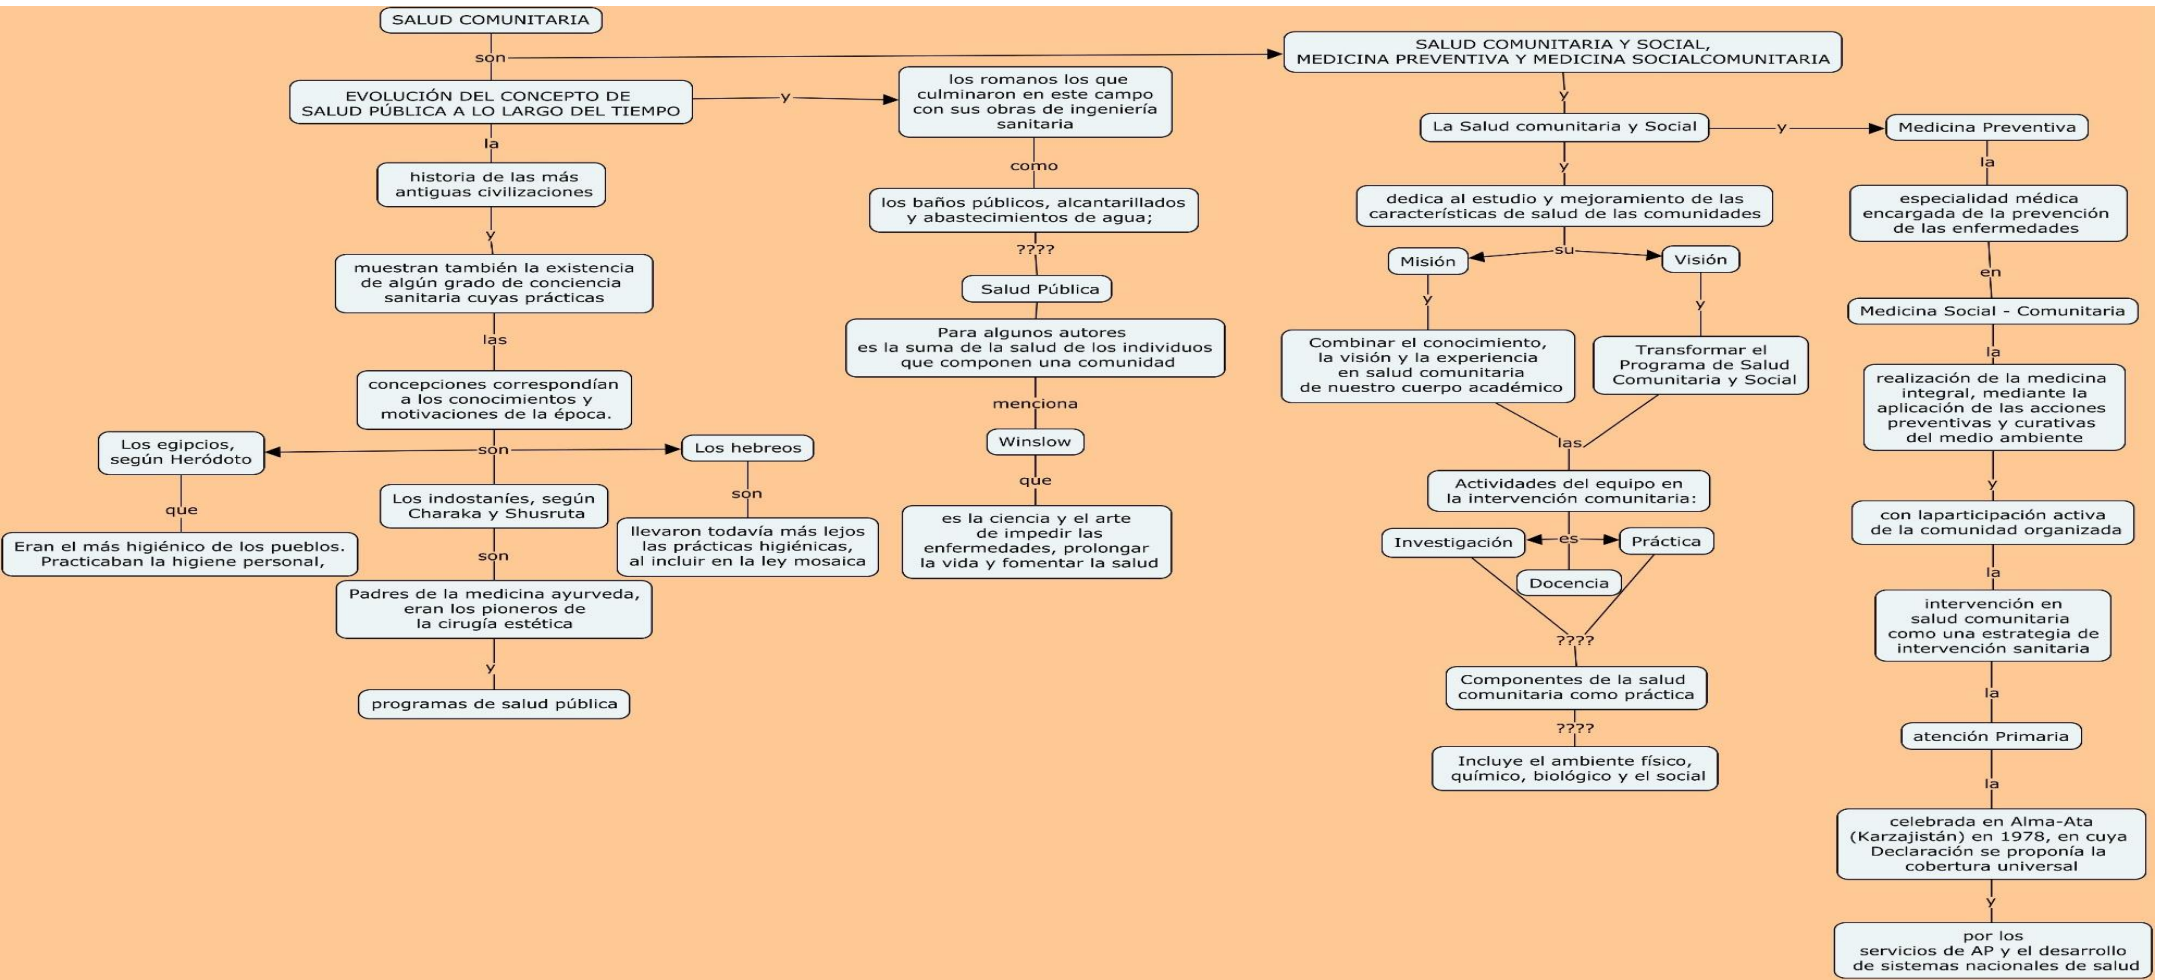 SALUD COMUNITARIA
son
EVOLUCIÓN DEL CONCEPTO DE
SALUD PÚBLICA A LO LARGO DEL TIEMPO
la
historia de las más
antiguas civilizaciones
y
muestran también la existencia
de algún grado de conciencia
sanitaria cuyas prácticas
las
concepciones correspondían
a los conocimientos y
motivaciones de la época.
son
Los egipcios,
según Heródoto
que
Eran el más higiénico de los pueblos.
Practicaban la higiene personal,
Los indostaníes, según
Charaka y Shusruta
son
Padres de la medicina ayurveda,
eran los pioneros de
la cirugía estética
y
programas de salud pública
Los hebreos
son
llevaron todavía más lejos
las prácticas higiénicas,
al incluir en la ley mosaica
y
los romanos los que
culminaron en este campo
con sus obras de ingeniería
sanitaria
como
los baños públicos, alcantarillados
y abastecimientos de agua;
????
Salud Pública
Para algunos autores
es la suma de la salud de los individuos
que componen una comunidad
menciona
Winslow
que
es la ciencia y el arte
de impedir las
enfermedades, prolongar
la vida y fomentar la salud
SALUD COMUNITARIA Y SOCIAL,
MEDICINA PREVENTIVA Y MEDICINA SOCIALCOMUNITARIA
y
La Salud comunitaria y Social
y
dedica al estudio y mejoramiento de las
características de salud de las comunidades
su
Misión
y
Combinar el conocimiento,
la visión y la experiencia
en salud comunitaria
de nuestro cuerpo académico
Visión
y
Transformar el
Programa de Salud
Comunitaria y Social
las
Actividades del equipo en
la intervención comunitaria:
es
Investigación
Práctica
Docencia
????
Componentes de la salud
comunitaria como práctica
????
Incluye el ambiente físico,
químico, biológico y el social
y
Medicina Preventiva
la
especialidad médica
encargada de la prevención
de las enfermedades
en
Medicina Social - Comunitaria
la
realización de la medicina
integral, mediante la
aplicación de las acciones
preventivas y curativas
del medio ambiente
y
con laparticipación activa
de la comunidad organizada
la
intervención en
salud comunitaria
como una estrategia de
intervención sanitaria
la
atención Primaria
la
celebrada en Alma-Ata
(Karzajistán) en 1978, en cuya
Declaración se proponía la
cobertura universal
y
por los
servicios de AP y el desarrollo
de sistemas nacionales de salud